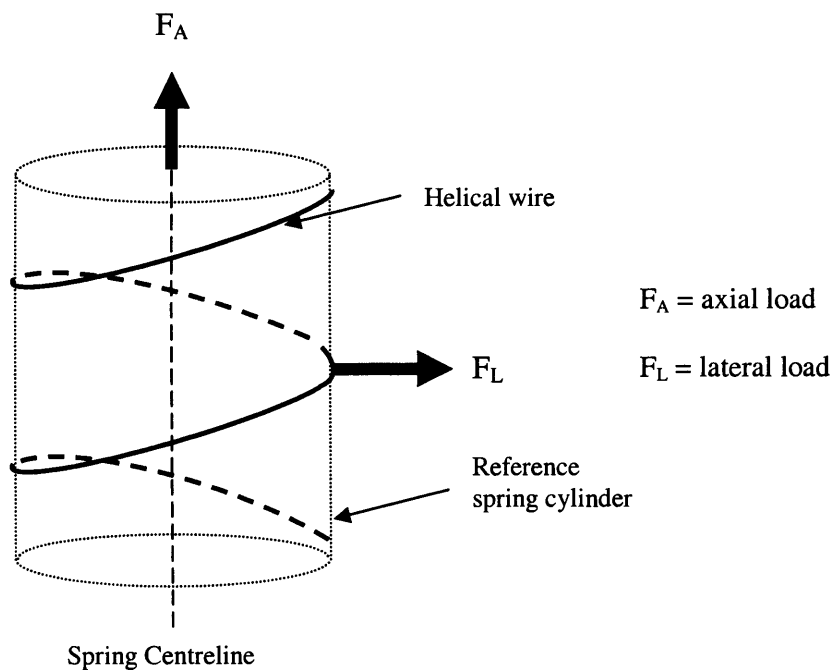 F_A
Helical wire
F_A = axial load
F_L
F_L = lateral load
Reference
spring cylinder
Spring Centreline